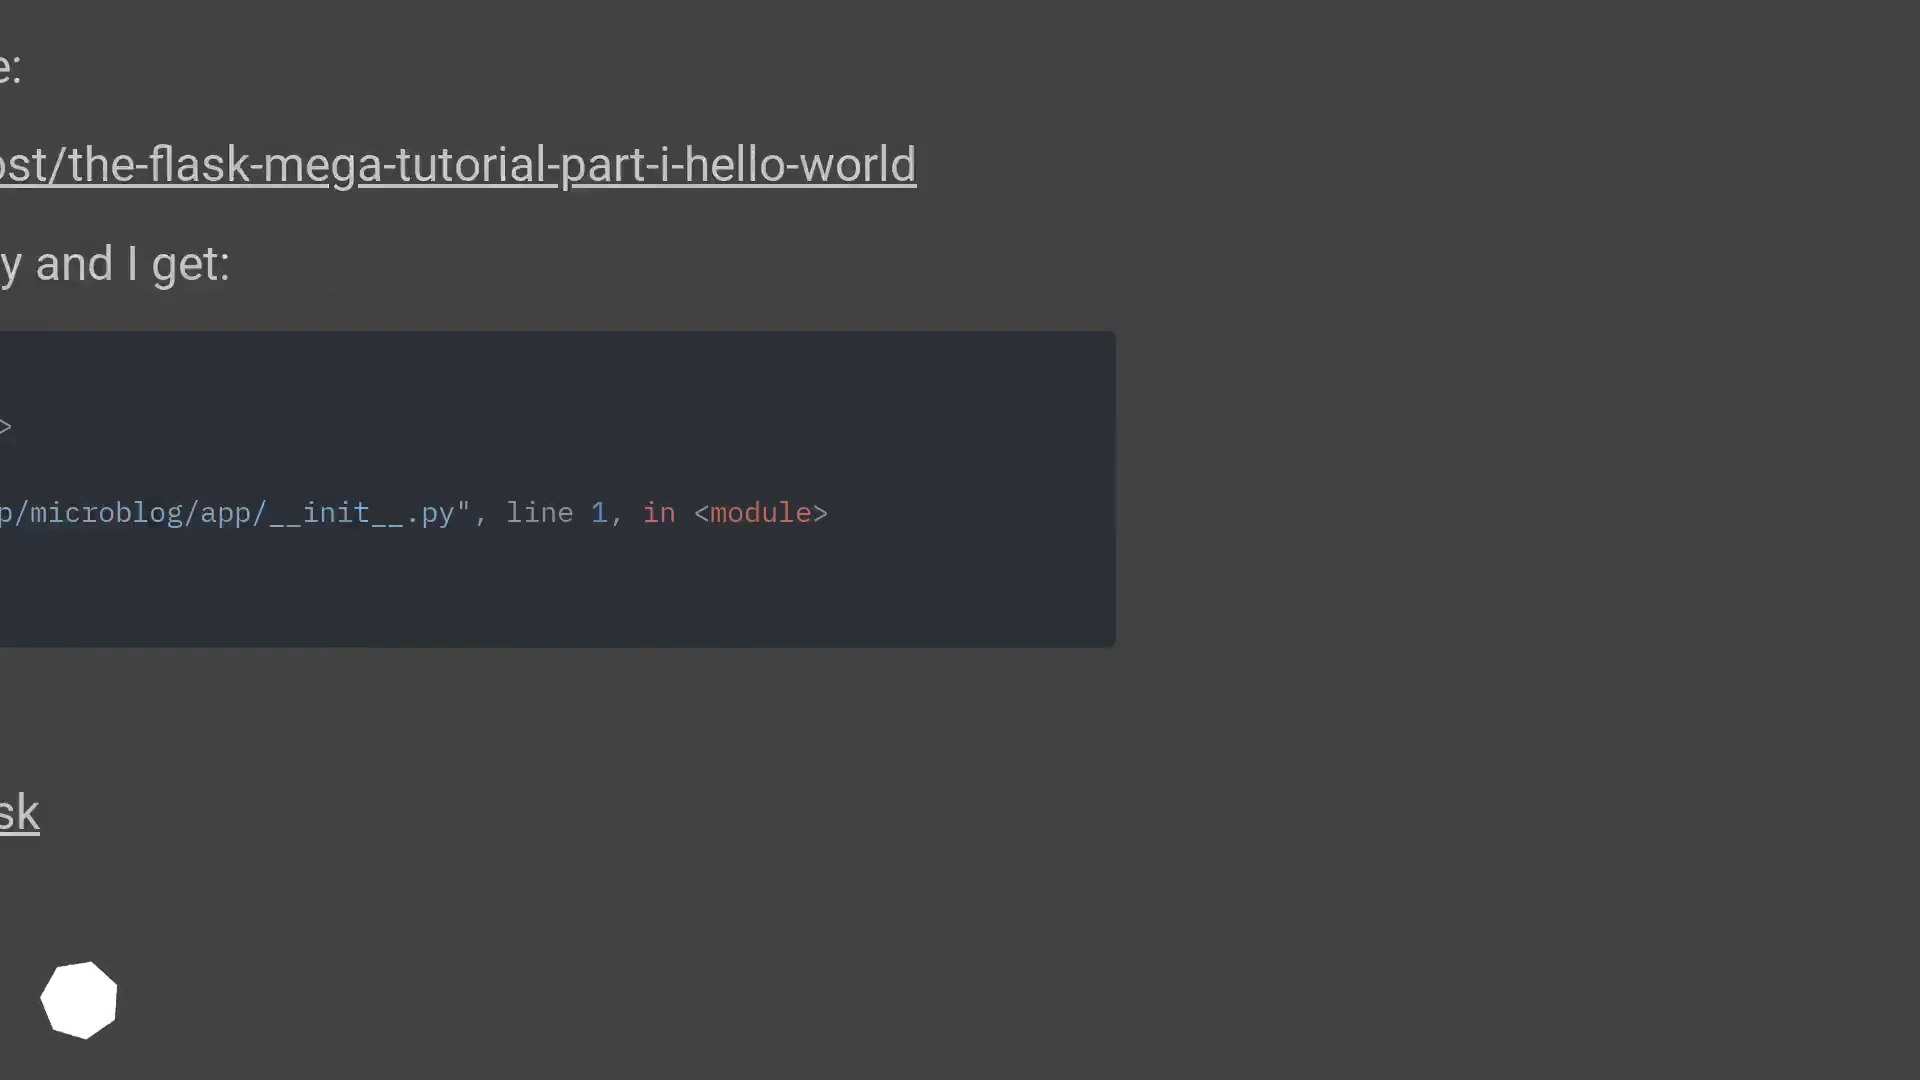 e:
ost/the-flask-mega-tutorial-part-i-hello-world
y and I get:
>
p/microblog/app/__init__.py", line 1, in <module>
sk